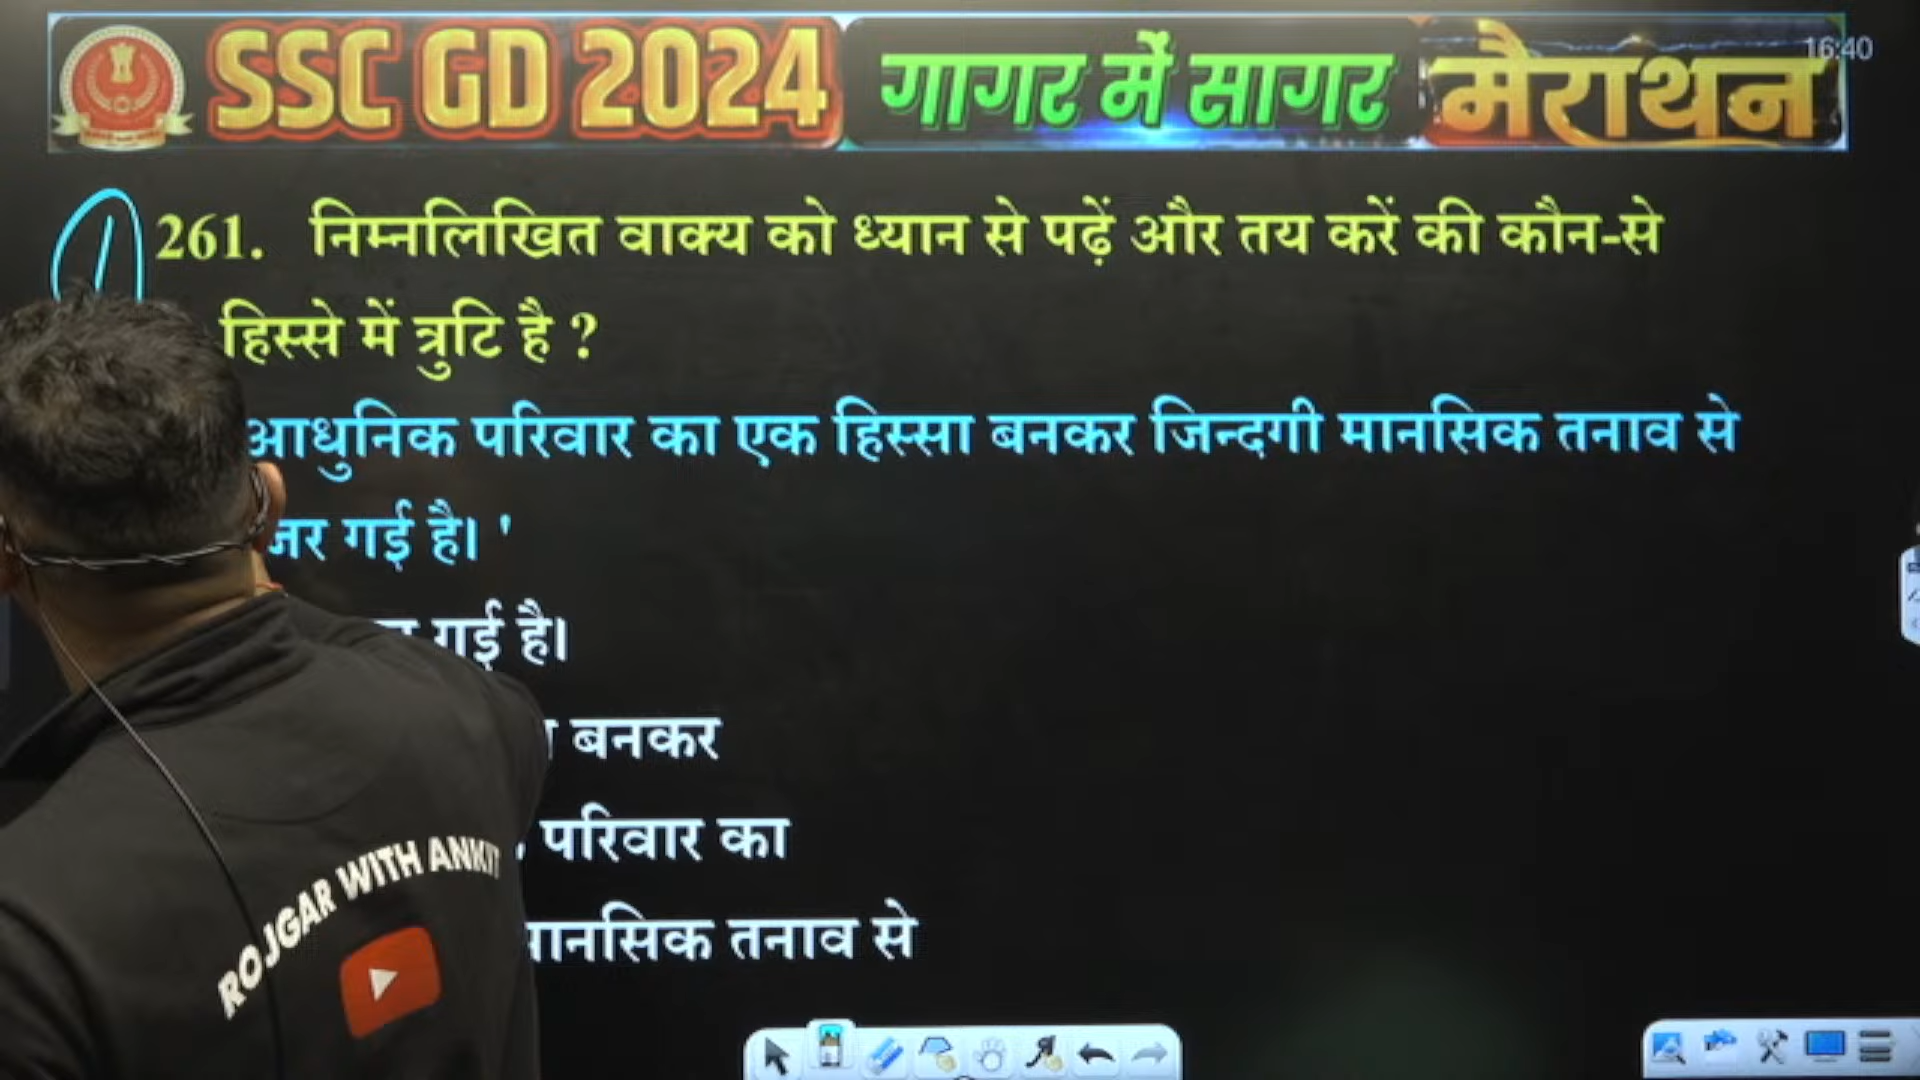 SSC GD 2024 गागर में सागर मैराथन
16:40
261. निम्नलिखित वाक्य को ध्यान से पढ़ें और तय करें की कौन-से
हिस्से में त्रुटि है ?
आधुनिक परिवार का एक हिस्सा बनकर जिन्दगी मानसिक तनाव से
गई है। '
गई है।
बनकर
परिवार का
मानसिक तनाव से
ROJGAR WITH ANKIT